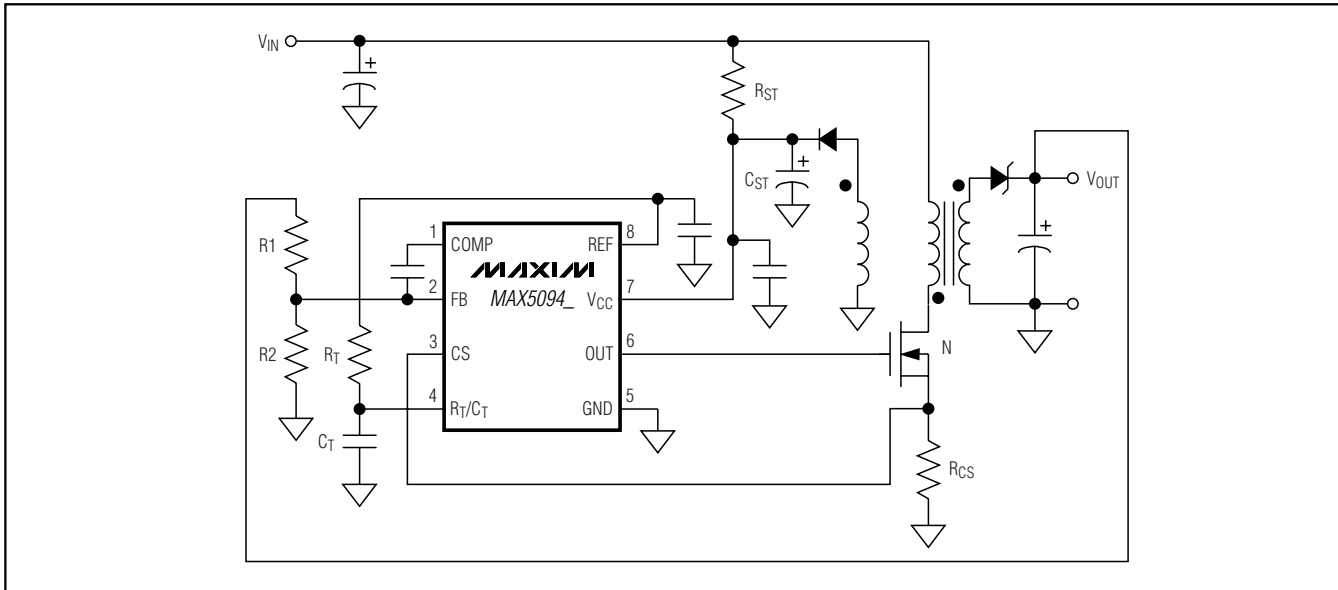 VIN
RST
CST
VOUT
R1
R2
RT
CT
1
COMP
2
FB
3
CS
4
RT/CT
MAXIM
MAX5094_
8
REF
7
VCC
6
OUT
5
GND
N
RCS